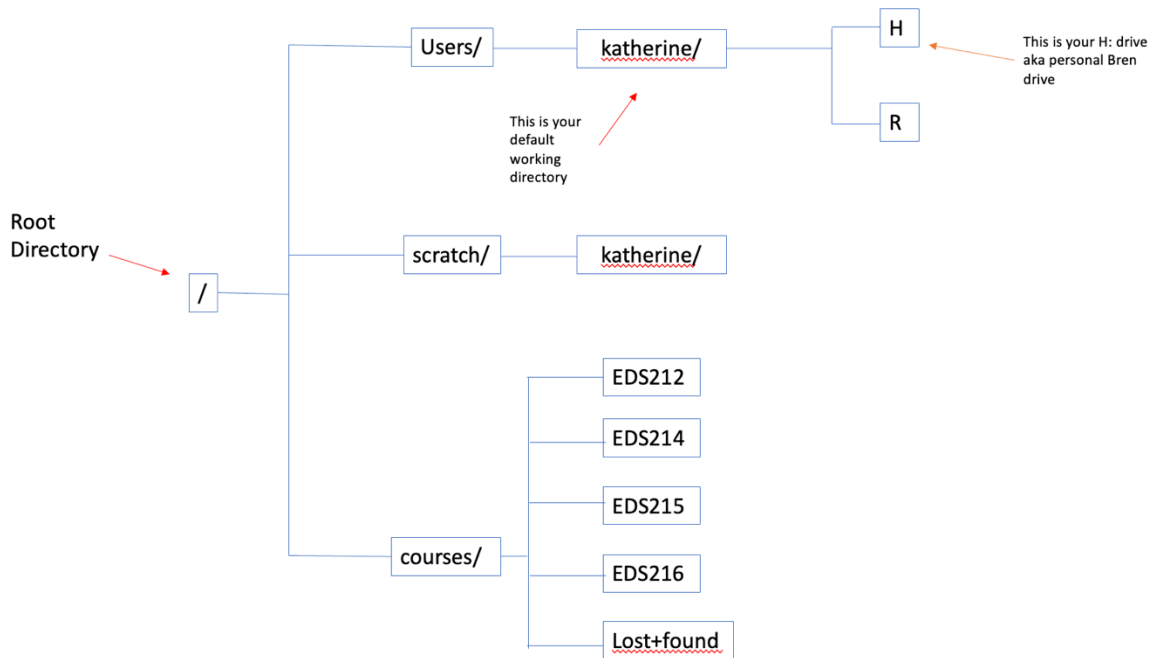 Users/
katherine/
H
This is your H: drive
aka personal Bren
drive
R
This is your
default
working
directory
Root
Directory
/
scratch/
katherine/
courses/
EDS212
EDS214
EDS215
EDS216
Lost+found